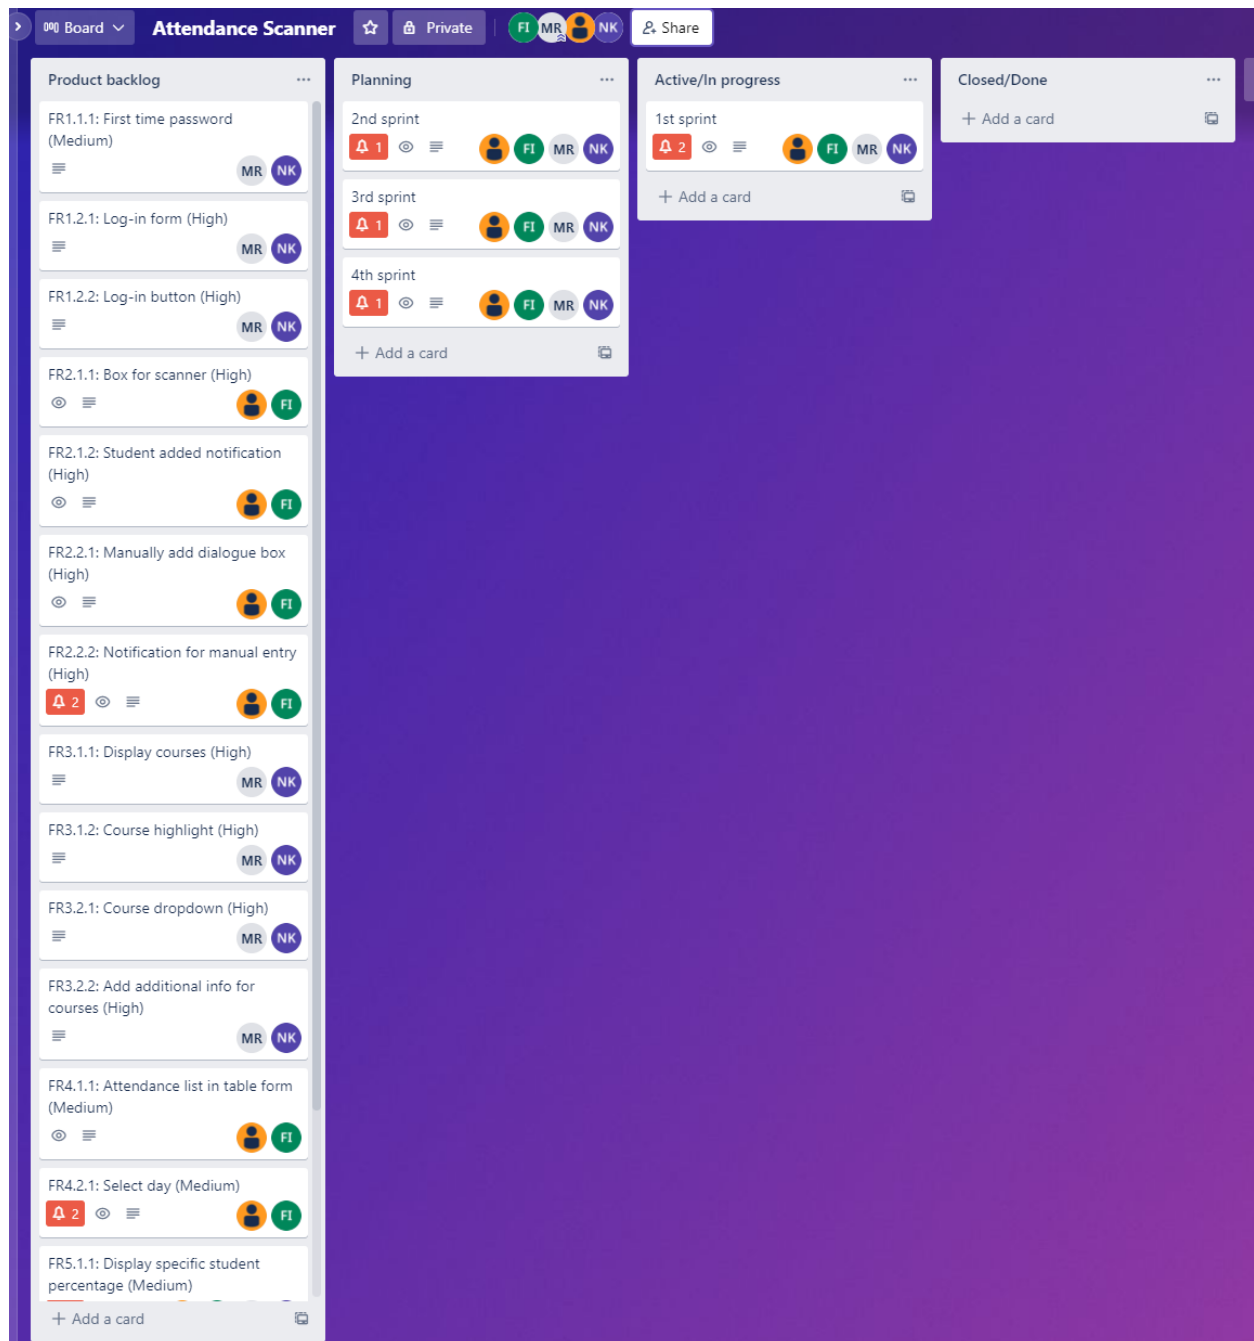 Board
Attendance Scanner
Private
FI MR NK
Share
Product backlog
FR1.1.1: First time password
(Medium)
MR NK
FR1.2.1: Log-in form (High)
MR NK
FR1.2.2: Log-in button (High)
MR NK
FR2.1.1: Box for scanner (High)
FI
FR2.1.2: Student added notification
(High)
FI
FR2.2.1: Manually add dialogue box
(High)
FI
FR2.2.2: Notification for manual entry
(High)
2
FI
FR3.1.1: Display courses (High)
MR NK
FR3.1.2: Course highlight (High)
MR NK
FR3.2.1: Course dropdown (High)
MR NK
FR3.2.2: Add additional info for
courses (High)
MR NK
FR4.1.1: Attendance list in table form
(Medium)
FI
FR4.2.1: Select day (Medium)
2
FI
FR5.1.1: Display specific student
percentage (Medium)
+ Add a card
Planning
2nd sprint
1
FI MR NK
3rd sprint
1
FI MR NK
4th sprint
1
FI MR NK
+ Add a card
Active/In progress
1st sprint
2
FI MR NK
+ Add a card
Closed/Done
+ Add a card